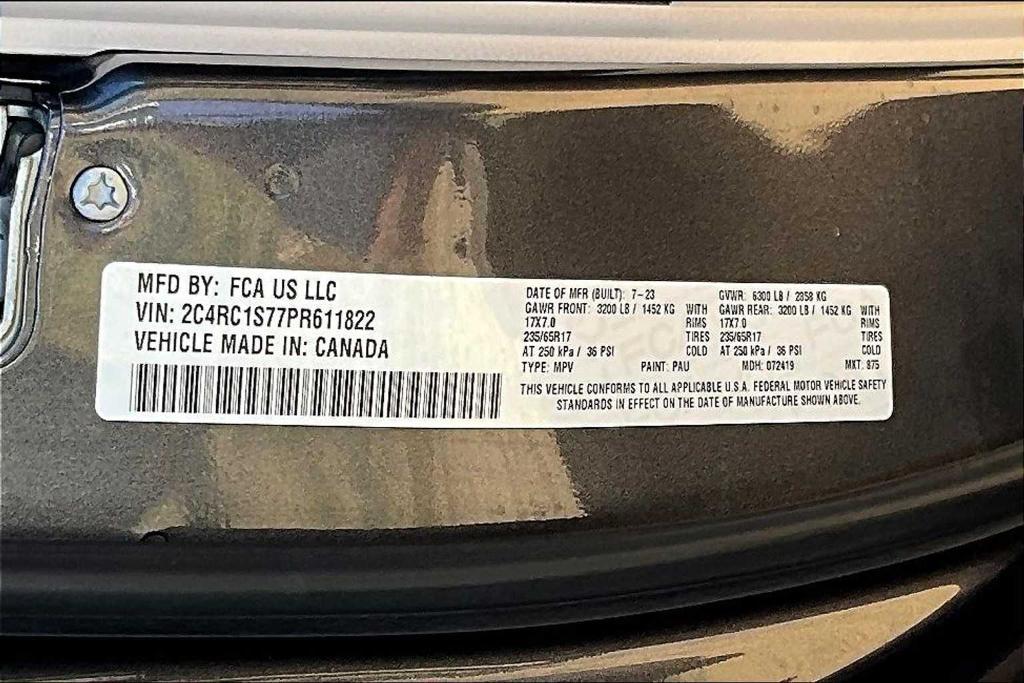 MFD BY: FCA US LLC
VIN: 2C4RC1S77PR611822
VEHICLE MADE IN: CANADA
DATE OF MFR (BUILT): 7-23
GVWR: 6300 LB / 2858 KG
GAWR FRONT: 3200 LB / 1452 KG WITH
GAWR REAR: 3200 LB / 1452 KG WITH
17X7.0 RIMS
17X7.0 RIMS
235/65R17 TIRES
235/65R17 TIRES
AT 250 kPa / 36 PSI COLD
AT 250 kPa / 36 PSI COLD
TYPE: MPV PAINT: PAU MDH: 072419 MXT: 875
THIS VEHICLE CONFORMS TO ALL APPLICABLE U.S.A. FEDERAL MOTOR VEHICLE SAFETY
STANDARDS IN EFFECT ON THE DATE OF MANUFACTURE SHOWN ABOVE.